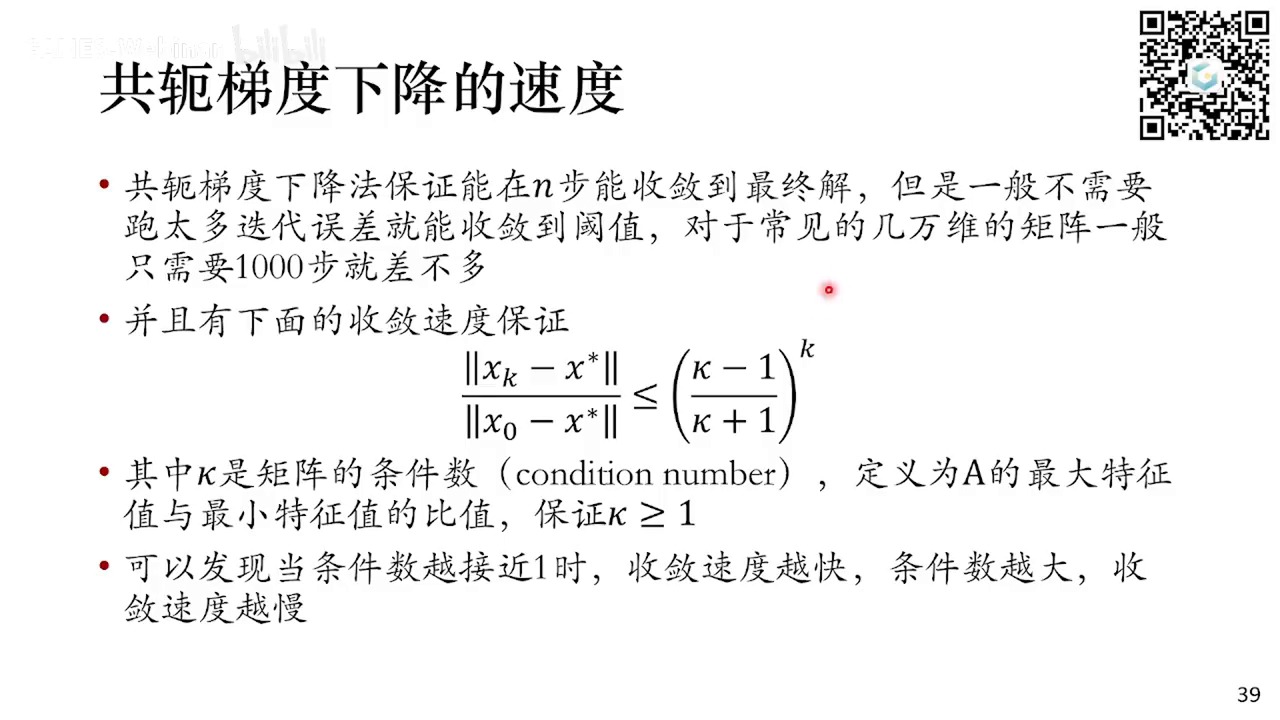 bilibili
共轭梯度下降的速度
• 共轭梯度下降法保证能在n步能收敛到最终解，但是一般不需要
跑太多迭代误差就能收敛到阈值，对于常见的几万维的矩阵一般
只需要1000步就差不多
• 并且有下面的收敛速度保证
‖x_k − x*‖ / ‖x_0 − x*‖ ≤ ((κ − 1) / (κ + 1))^k
• 其中κ是矩阵的条件数（condition number），定义为A的最大特征
值与最小特征值的比值，保证κ ≥ 1
• 可以发现当条件数越接近1时，收敛速度越快，条件数越大，收
敛速度越慢
39